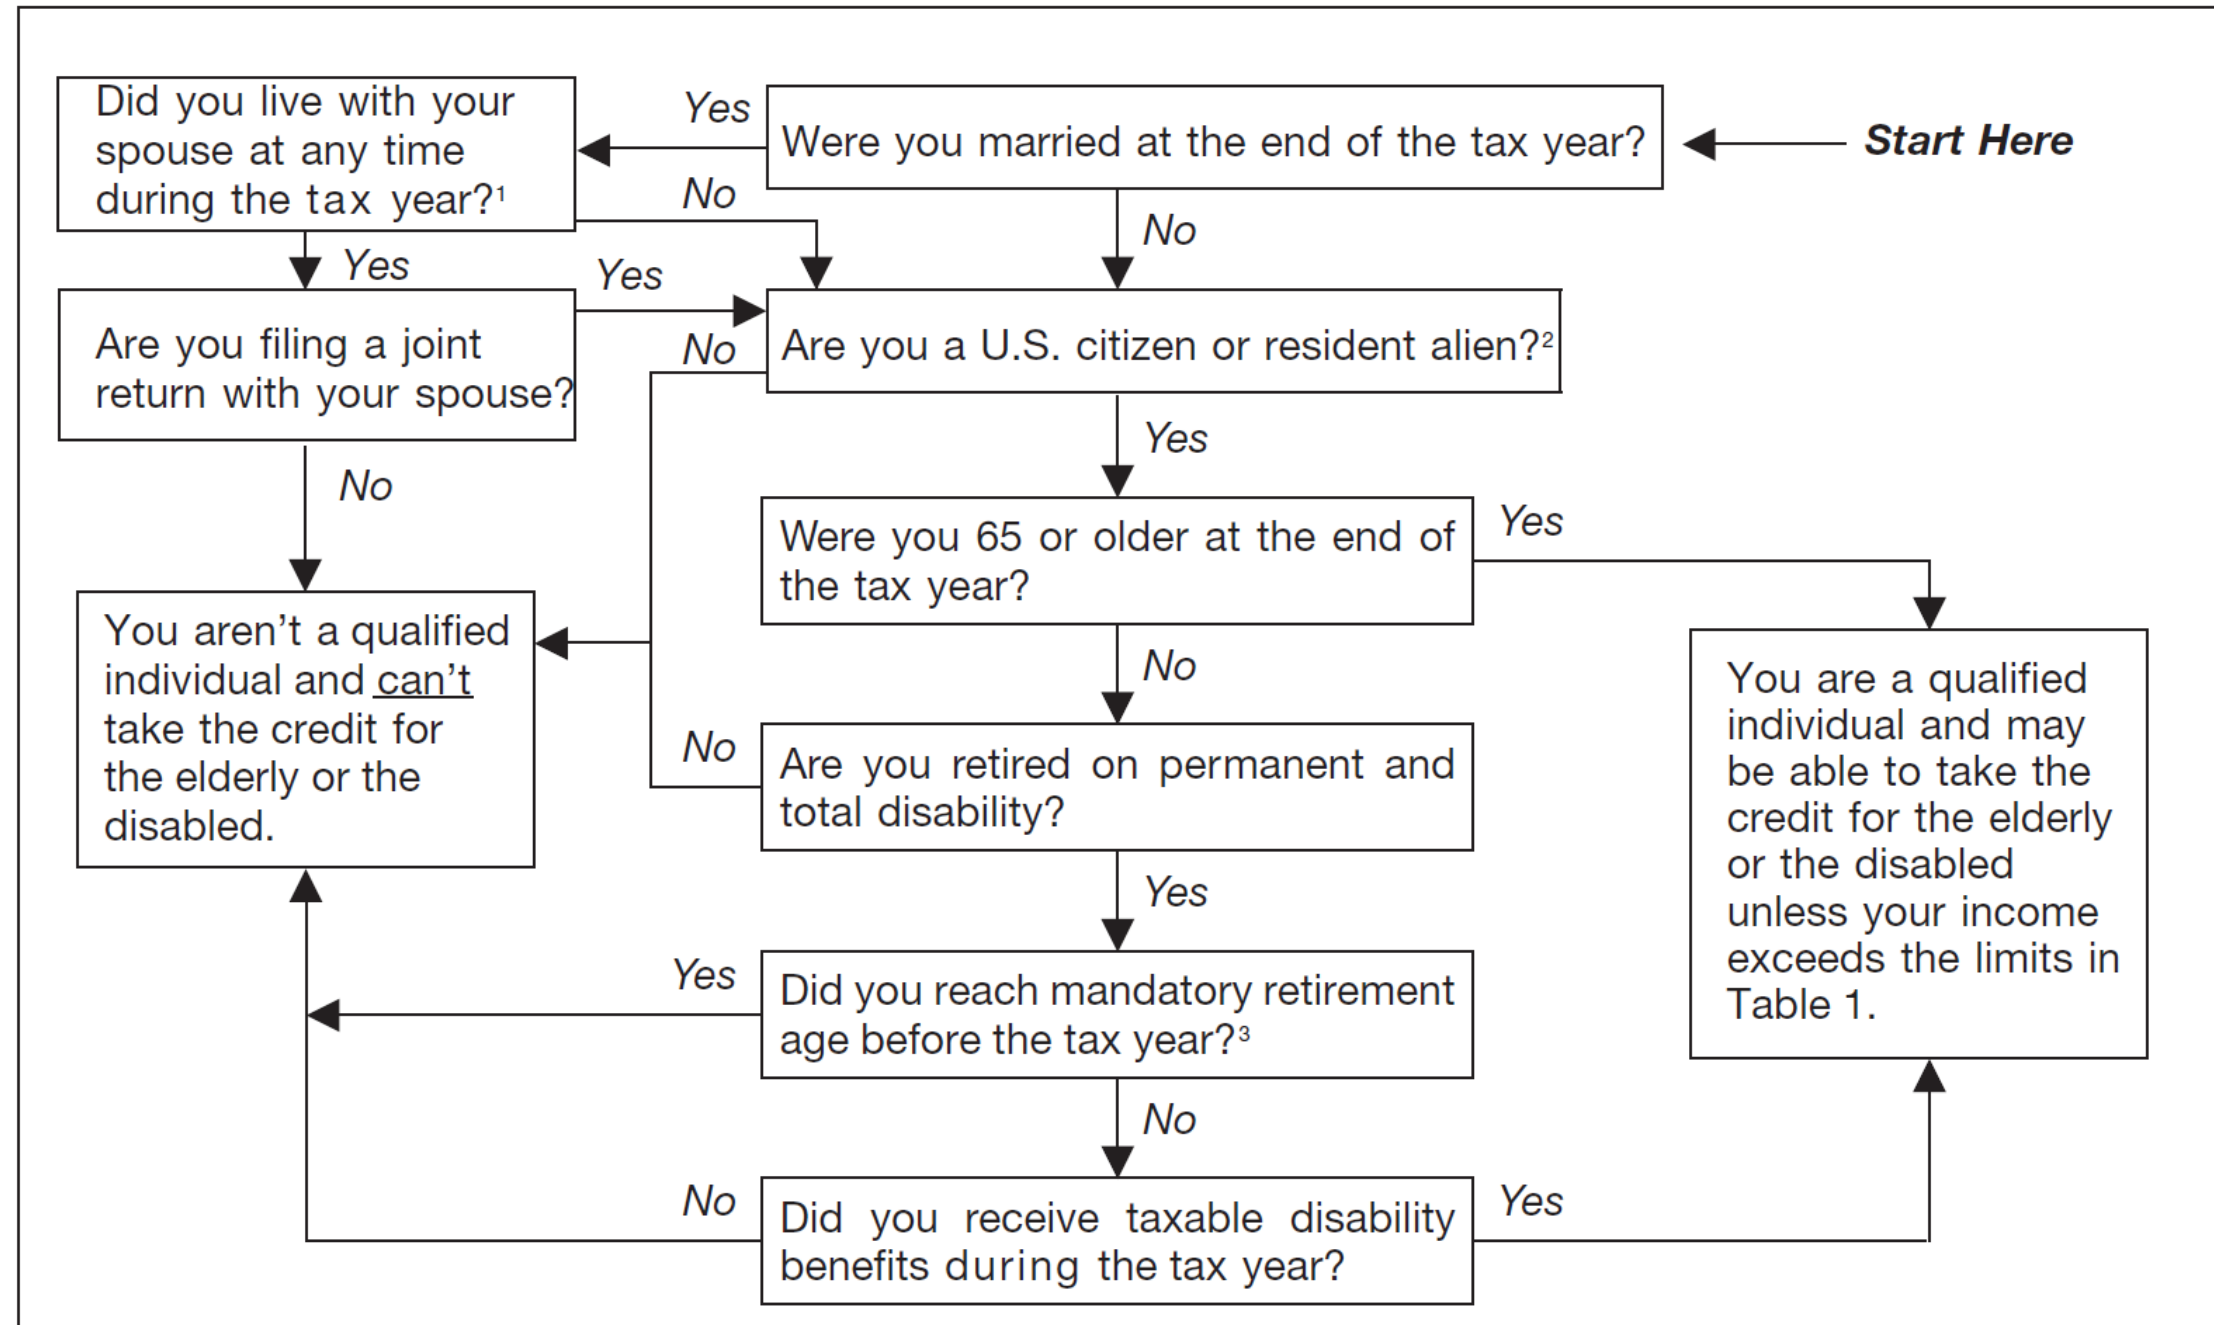 Start Here
Were you married at the end of the tax year?
Yes
No
Did you live with your
spouse at any time
during the tax year?¹
No
Yes
Are you filing a joint
return with your spouse?
Yes
No
Are you a U.S. citizen or resident alien?²
No
Yes
Were you 65 or older at the end of
the tax year?
Yes
No
You aren't a qualified
individual and can't
take the credit for
the elderly or the
disabled.
Are you retired on permanent and
total disability?
No
Yes
You are a qualified
individual and may
be able to take the
credit for the elderly
or the disabled
unless your income
exceeds the limits in
Table 1.
Did you reach mandatory retirement
age before the tax year?³
Yes
No
Did you receive taxable disability
benefits during the tax year?
No
Yes